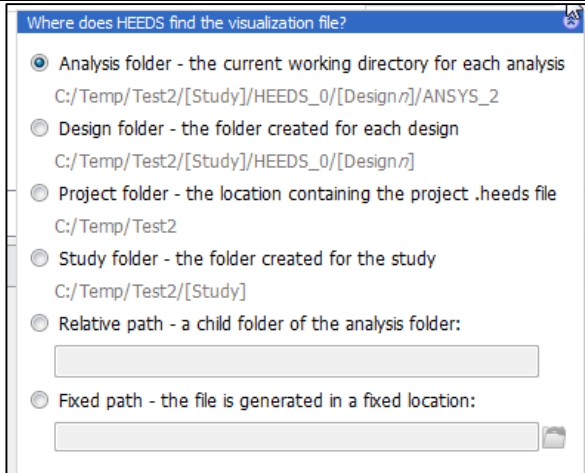 Where does HEEDS find the visualization file?
Analysis folder - the current working directory for each analysis
C:/Temp/Test2/[Study]/HEEDS_0/[Designn]/ANSYS_2
Design folder - the folder created for each design
C:/Temp/Test2/[Study]/HEEDS_0/[Designn]
Project folder - the location containing the project .heeds file
C:/Temp/Test2
Study folder - the folder created for the study
C:/Temp/Test2/[Study]
Relative path - a child folder of the analysis folder:
Fixed path - the file is generated in a fixed location: